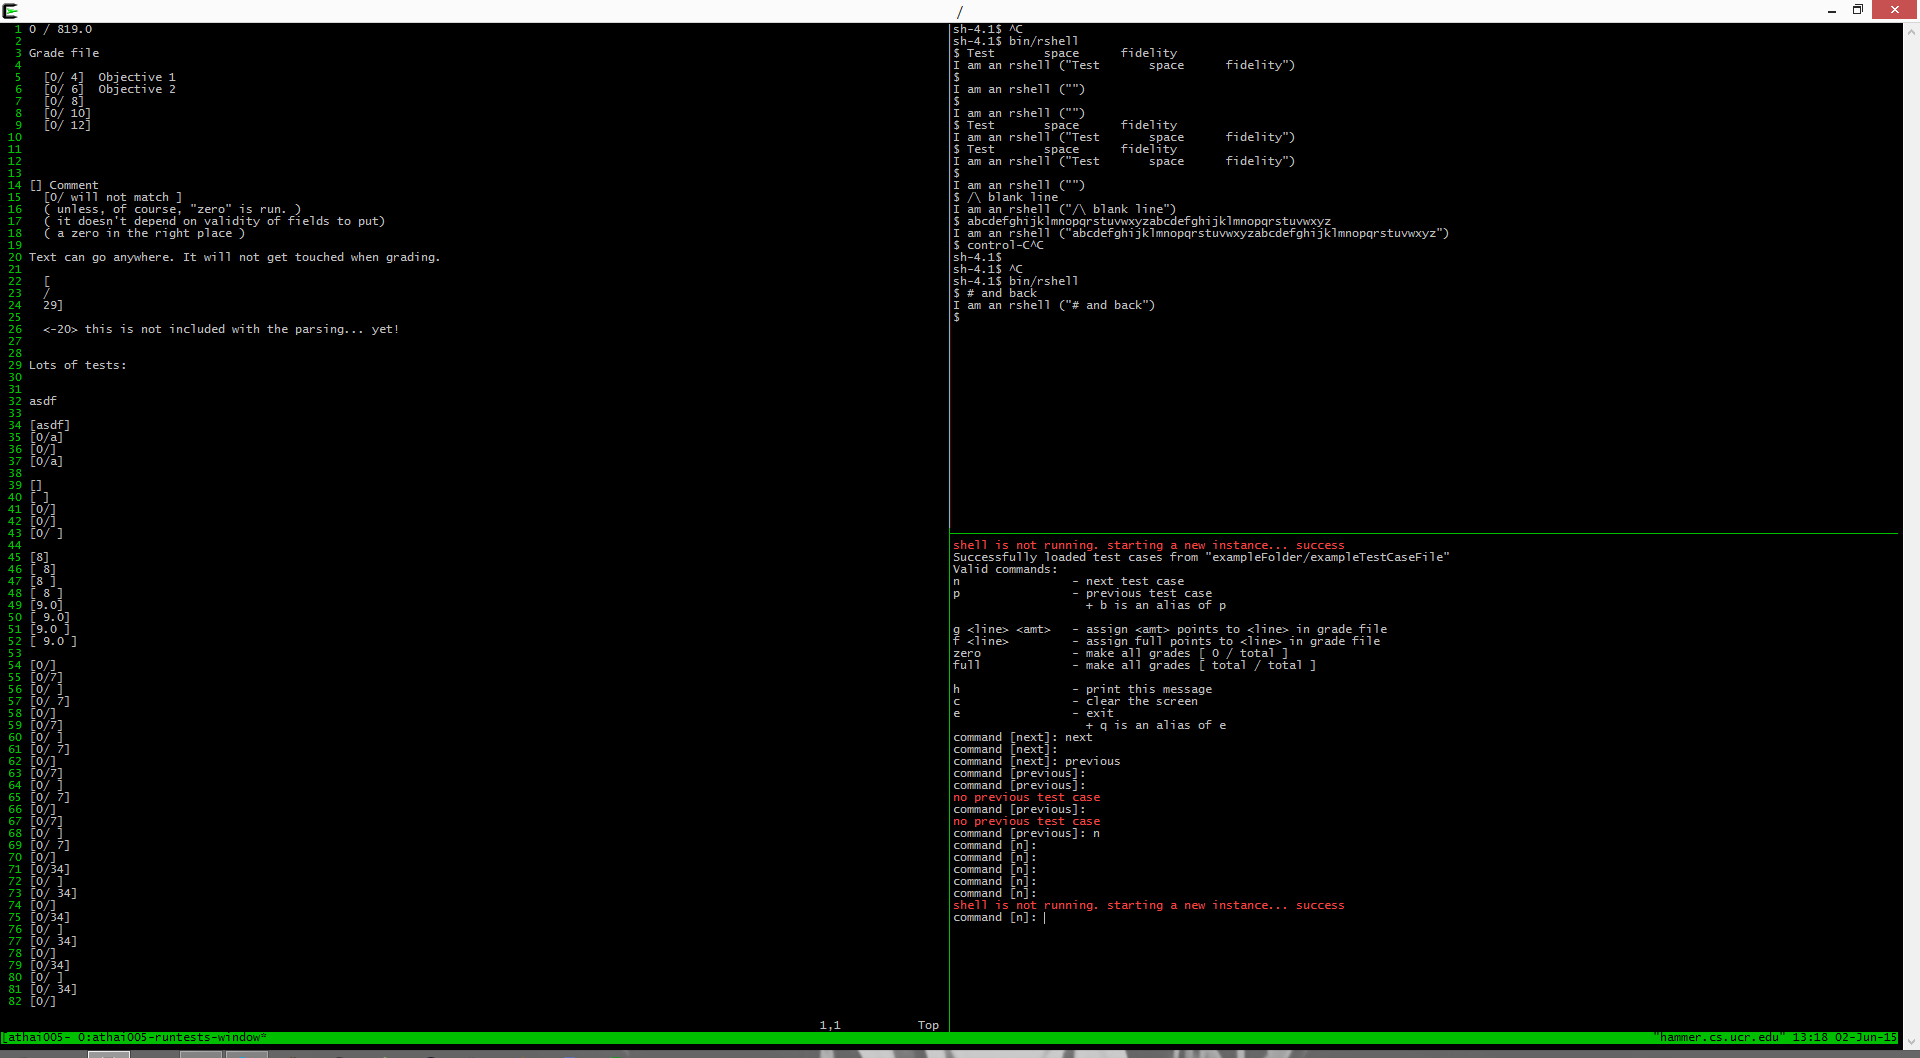 /
1 0 / 819.0
2
3 Grade file
4
5   [0/ 4]  Objective 1
6   [0/ 6]  Objective 2
7   [0/ 8]
8   [0/ 10]
9   [0/ 12]
10
11
12
13
14 [] Comment
15   [0/ will not match ]
16   ( unless, of course, "zero" is run. )
17   ( it doesn't depend on validity of fields to put)
18   ( a zero in the right place )
19
20 Text can go anywhere. It will not get touched when grading.
21
22   [
23   /
24   29]
25
26   <-20> this is not included with the parsing... yet!
27
28
29 Lots of tests:
30
31
32 asdf
33
34 [asdf]
35 [0/a]
36 [0/]
37 [0/a]
38
39 []
40 [ ]
41 [0/]
42 [0/]
43 [0/ ]
44
45 [8]
46 [ 8]
47 [8 ]
48 [ 8 ]
49 [9.0]
50 [ 9.0]
51 [9.0 ]
52 [ 9.0 ]
53
54 [0/]
55 [0/7]
56 [0/ ]
57 [0/ 7]
58 [0/]
59 [0/7]
60 [0/ ]
61 [0/ 7]
62 [0/]
63 [0/7]
64 [0/ ]
65 [0/ 7]
66 [0/]
67 [0/7]
68 [0/ ]
69 [0/ 7]
70 [0/]
71 [0/34]
72 [0/ ]
73 [0/ 34]
74 [0/]
75 [0/34]
76 [0/ ]
77 [0/ 34]
78 [0/]
79 [0/34]
80 [0/ ]
81 [0/ 34]
82 [0/]
1,1           Top
sh-4.1$ ^C
sh-4.1$ bin/rshell
$ Test       space      fidelity
I am an rshell ("Test       space      fidelity")
$
I am an rshell ("")
$
I am an rshell ("")
$ Test       space      fidelity
I am an rshell ("Test       space      fidelity")
$ Test       space      fidelity
I am an rshell ("Test       space      fidelity")
$
I am an rshell ("")
$ /\ blank line
I am an rshell ("/\ blank line")
$ abcdefghijklmnopqrstuvwxyzabcdefghijklmnopqrstuvwxyz
I am an rshell ("abcdefghijklmnopqrstuvwxyzabcdefghijklmnopqrstuvwxyz")
$ control-C^C
sh-4.1$
sh-4.1$ ^C
sh-4.1$ bin/rshell
$ # and back
I am an rshell ("# and back")
$
shell is not running. starting a new instance... success
Successfully loaded test cases from "exampleFolder/exampleTestCaseFile"
Valid commands:
n                - next test case
p                - previous test case
                   + b is an alias of p
g <line> <amt>   - assign <amt> points to <line> in grade file
f <line>         - assign full points to <line> in grade file
zero             - make all grades [ 0 / total ]
full             - make all grades [ total / total ]
h                - print this message
c                - clear the screen
e                - exit
                   + q is an alias of e
command [next]: next
command [next]:
command [next]: previous
command [previous]:
command [previous]:
no previous test case
command [previous]:
no previous test case
command [previous]: n
command [n]:
command [n]:
command [n]:
command [n]:
command [n]:
shell is not running. starting a new instance... success
command [n]:
[athai005- 0:athai005-runtests-window* "hammer.cs.ucr.edu" 13:18 02-Jun-15